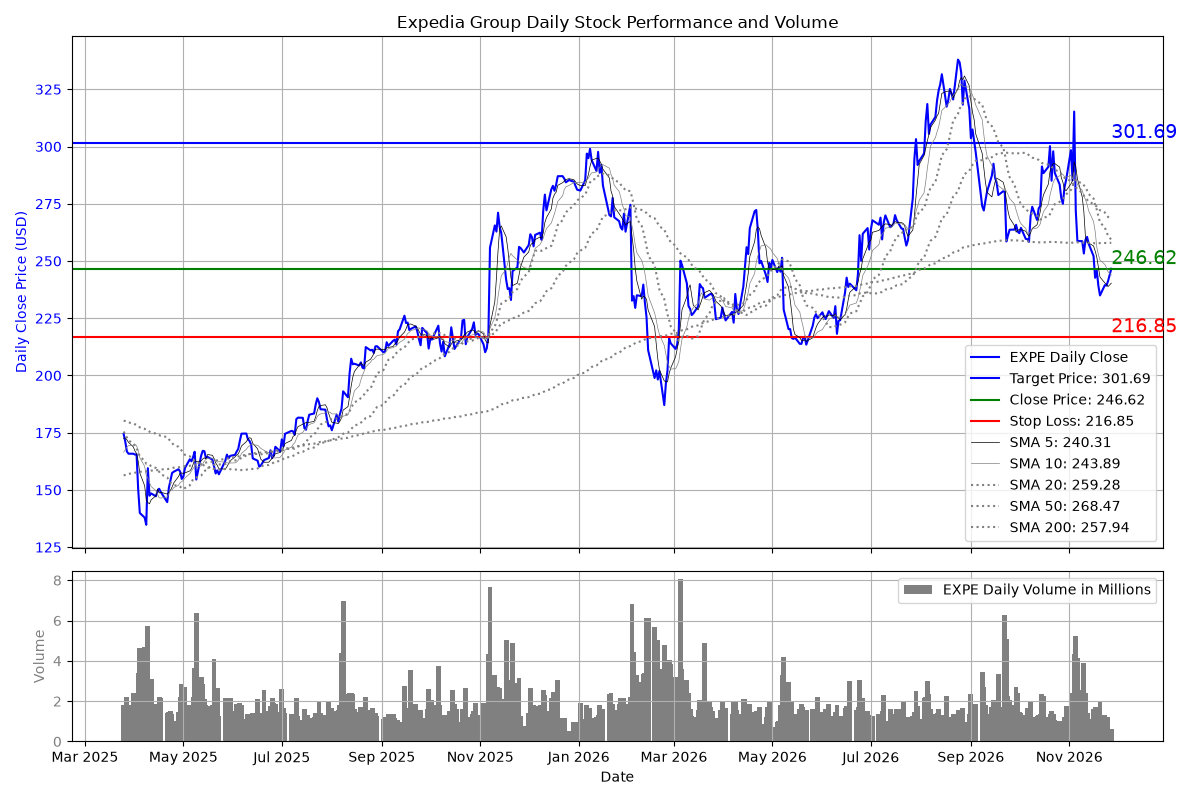 Expedia Group Daily Stock Performance and Volume
Daily Close Price (USD)
325
300
275
250
225
200
175
150
125
301.69
246.62
216.85
EXPE Daily Close
Target Price: 301.69
Close Price: 246.62
Stop Loss: 216.85
SMA 5: 240.31
SMA 10: 243.89
SMA 20: 259.28
SMA 50: 268.47
SMA 200: 257.94
Volume
8
6
4
2
0
EXPE Daily Volume in Millions
Mar 2025 May 2025 Jul 2025 Sep 2025 Nov 2025 Jan 2026 Mar 2026 May 2026 Jul 2026 Sep 2026 Nov 2026
Date